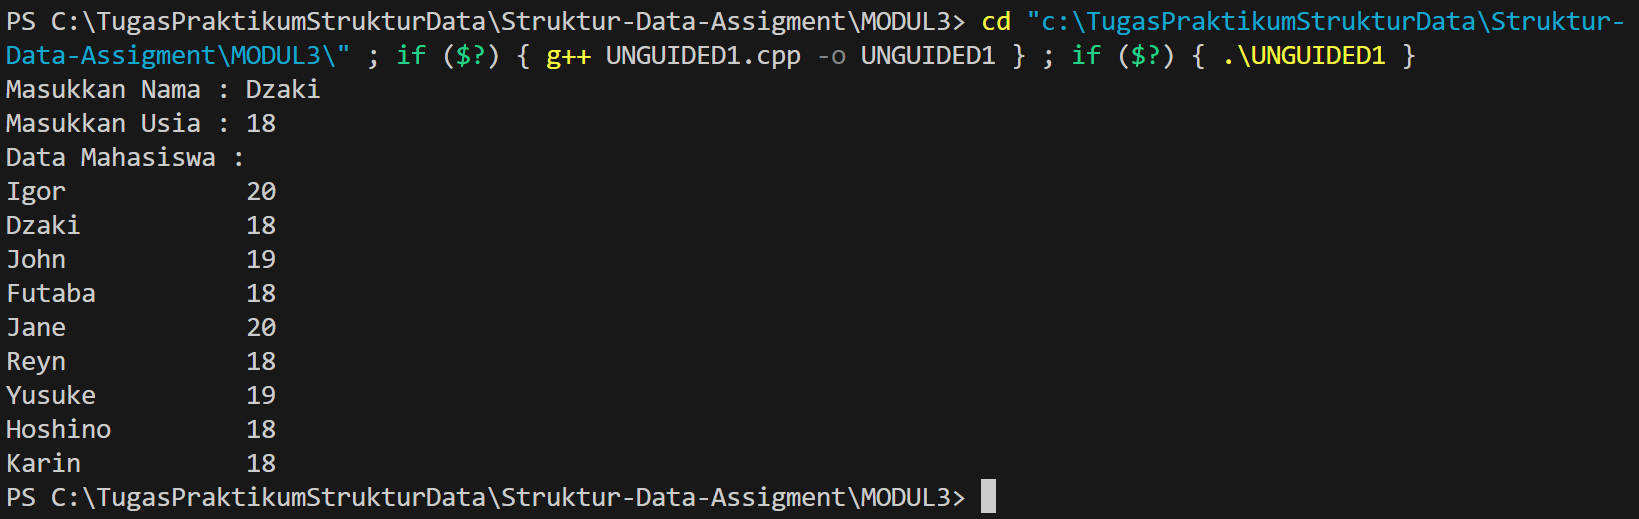 PS C:\TugasPraktikumStrukturData\Struktur-Data-Assigment\MODUL3> cd "c:\TugasPraktikumStrukturData\Struktur-
Data-Assigment\MODUL3\" ; if ($?) { g++ UNGUIDED1.cpp -o UNGUIDED1 } ; if ($?) { .\UNGUIDED1 }
Masukkan Nama : Dzaki
Masukkan Usia : 18
Data Mahasiswa :
Igor            20
Dzaki           18
John            19
Futaba          18
Jane            20
Reyn            18
Yusuke          19
Hoshino         18
Karin           18
PS C:\TugasPraktikumStrukturData\Struktur-Data-Assigment\MODUL3>